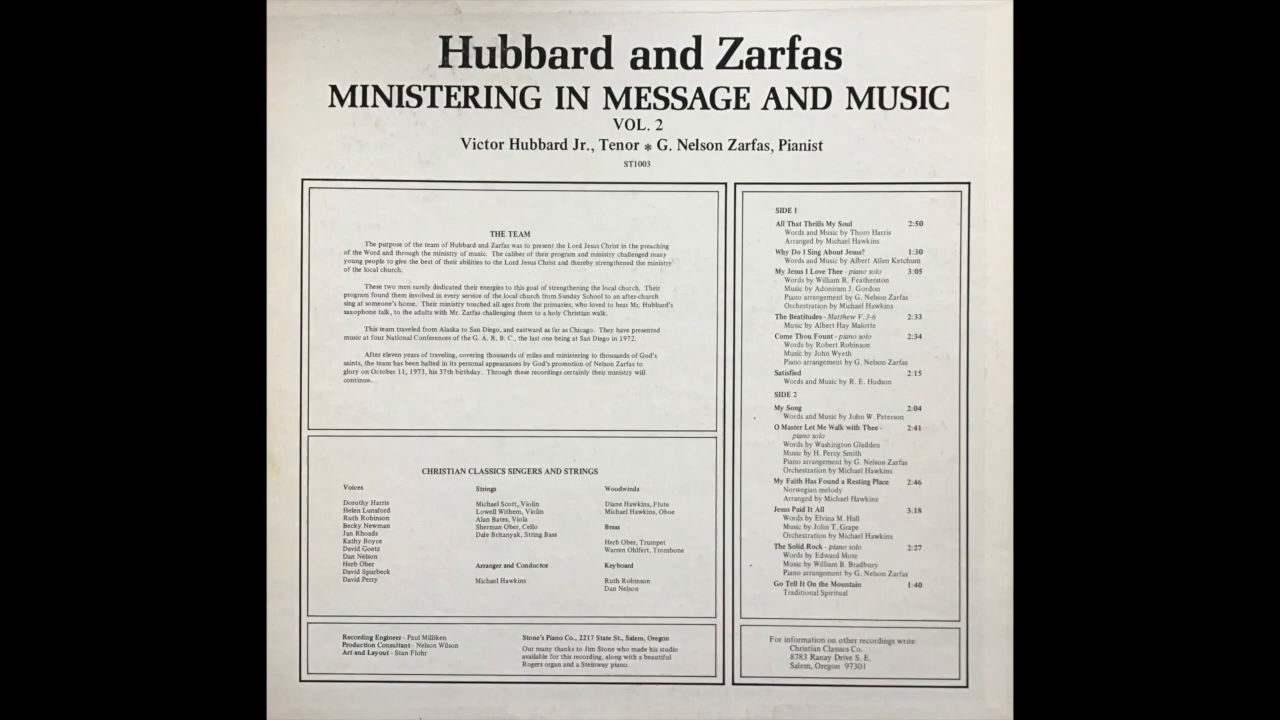 Hubbard and Zarfas
MINISTERING IN MESSAGE AND MUSIC
VOL. 2
Victor Hubbard Jr., Tenor * G. Nelson Zarfas, Pianist
ST1003
THE TEAM
The purpose of the team of Hubbard and Zarfas was to present the Lord Jesus Christ in the preaching
of the Word and through the ministry of music. The caliber of their program and ministry challenged many
young people to give the best of their abilities to the Lord Jesus Christ and thereby strengthened the ministry
of the local church.
These two men surely dedicated their energies to this goal of strengthening the local church. Their
program found them involved in every service of the local church from Sunday School to an after-church
sing at someone's home. Their ministry touched all ages from the primaries, who loved to hear Mr. Hubbard's
saxophone talk, to the adults with Mr. Zarfas challenging them to a holy Christian walk.
This team traveled from Alaska to San Diego, and eastward as far as Chicago. They have presented
music at four National Conferences of the G. A. R. B. C., the last one being at San Diego in 1972.
After eleven years of traveling, covering thousands of miles and ministering to thousands of God's
saints, the team has been halted in its personal appearances by God's promotion of Nelson Zarfas to
glory on October 11, 1973, his 37th birthday. Through these recordings certainly their ministry will
continue...
CHRISTIAN CLASSICS SINGERS AND STRINGS
Voices
Dorothy Harris
Helen Lunsford
Ruth Robinson
Becky Newman
Jan Rhoads
Kathy Boyce
David Goetz
Dan Nelson
Herb Ober
David Spurbeck
David Perry
Strings
Michael Scott, Violin
Lowell Withem, Violin
Alan Bates, Viola
Sherman Ober, Cello
Dale Britanyak, String Bass
Arranger and Conductor
Michael Hawkins
Woodwinds
Diane Hawkins, Flute
Michael Hawkins, Oboe
Brass
Herb Ober, Trumpet
Warren Ohlfert, Trombone
Keyboard
Ruth Robinson
Dan Nelson
Recording Engineer - Paul Milliken
Production Consultant - Nelson Wilson
Art and Layout - Stan Flohr
Stone's Piano Co., 2217 State St., Salem, Oregon
Our many thanks to Jim Stone who made his studio
available for this recording, along with a beautiful
Rogers organ and a Steinway piano.
SIDE 1
All That Thrills My Soul 2:50
Words and Music by Thoro Harris
Arranged by Michael Hawkins
Why Do I Sing About Jesus? 1:30
Words and Music by Albert Allen Ketchum
My Jesus I Love Thee - piano solo 3:05
Words by William R. Featherston
Music by Adoniram J. Gordon
Piano arrangement by G. Nelson Zarfas
Orchestration by Michael Hawkins
The Beatitudes - Matthew V:3-6 2:33
Music by Albert Hay Malotte
Come Thou Fount - piano solo 2:34
Words by Robert Robinson
Music by John Wyeth
Piano arrangement by G. Nelson Zarfas
Satisfied 2:15
Words and Music by R. E. Hudson
SIDE 2
My Song 2:04
Words and Music by John W. Peterson
O Master Let Me Walk with Thee - 2:41
piano solo
Words by Washington Gladden
Music by H. Percy Smith
Piano arrangement by G. Nelson Zarfas
Orchestration by Michael Hawkins
My Faith Has Found a Resting Place 2:46
Norwegian melody
Arranged by Michael Hawkins
Jesus Paid It All 3:18
Words by Elvina M. Hall
Music by John T. Grape
Orchestration by Michael Hawkins
The Solid Rock - piano solo 2:27
Words by Edward Mote
Music by William B. Bradbury
Piano arrangement by G. Nelson Zarfas
Go Tell It On the Mountain 1:40
Traditional Spiritual
For information on other recordings write:
Christian Classics Co.
8783 Ranay Drive S. E.
Salem, Oregon 97301